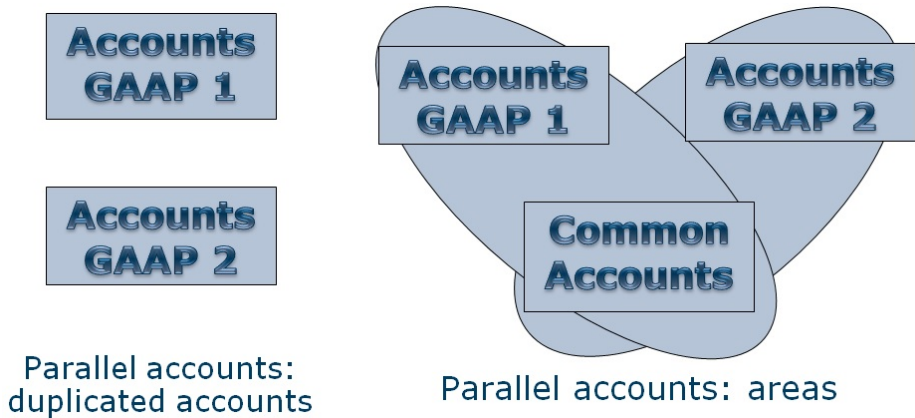 Accounts
GAAP 1
Accounts
GAAP 2
Parallel accounts:
duplicated accounts
Accounts
GAAP 1
Accounts
GAAP 2
Common
Accounts
Parallel accounts: areas